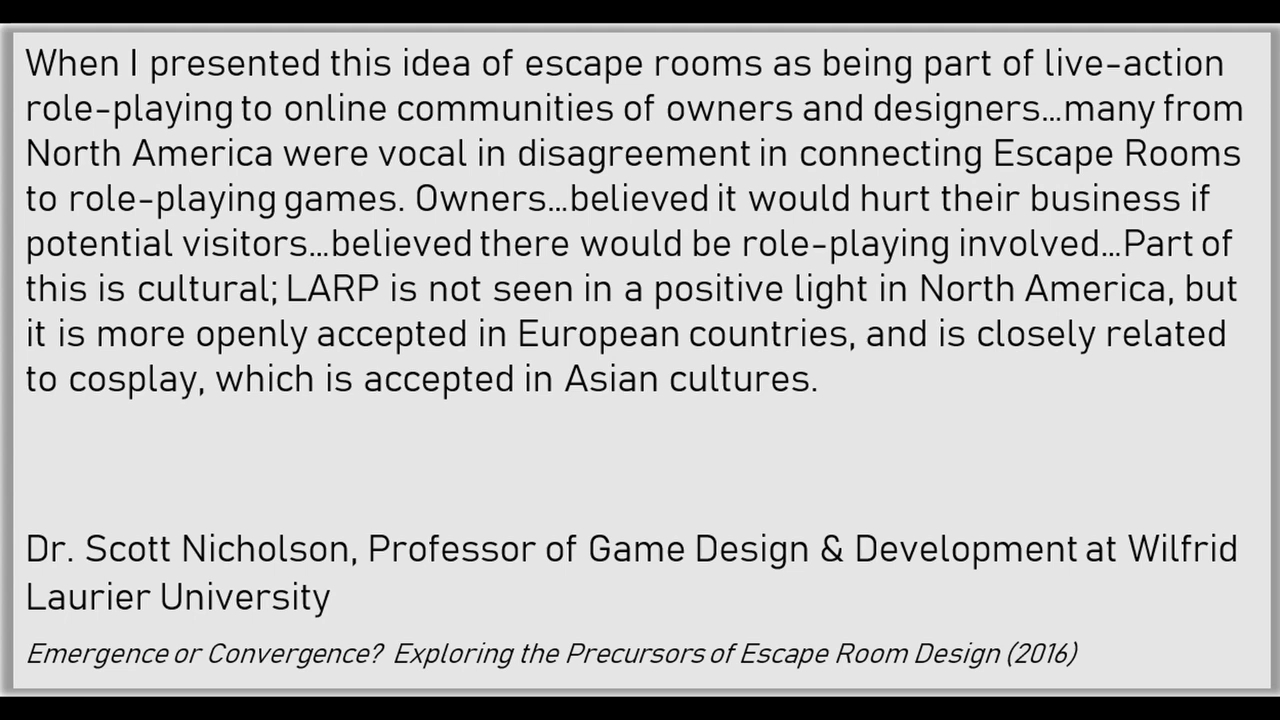 When I presented this idea of escape rooms as being part of live-action
role-playing to online communities of owners and designers...many from
North America were vocal in disagreement in connecting Escape Rooms
to role-playing games. Owners...believed it would hurt their business if
potential visitors...believed there would be role-playing involved...Part of
this is cultural; LARP is not seen in a positive light in North America, but
it is more openly accepted in European countries, and is closely related
to cosplay, which is accepted in Asian cultures.
Dr. Scott Nicholson, Professor of Game Design & Development at Wilfrid
Laurier University
Emergence or Convergence? Exploring the Precursors of Escape Room Design (2016)